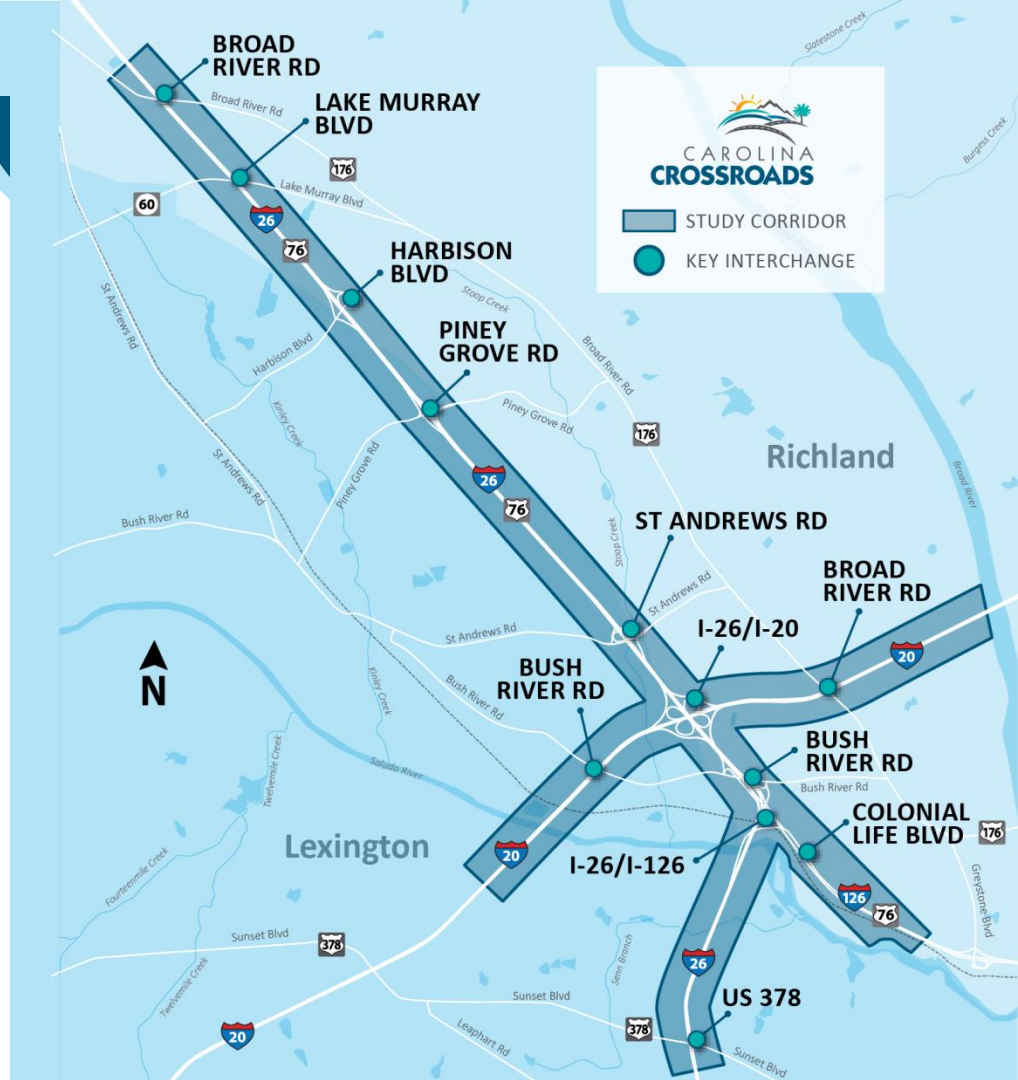 BROAD
RIVER RD
LAKE MURRAY
BLVD
Broad River Rd
176
Lake Murray Blvd
60
26
76
HARBISON
BLVD
CAROLINA
CROSSROADS
STUDY CORRIDOR
KEY INTERCHANGE
Slatestone Creek
Burgess Creek
St Andrews Rd
Harbison Blvd
Stoop Creek
PINEY
GROVE RD
Broad River Rd
Piney Grove Rd
Kinley Creek
176
Piney Grove Rd
St Andrews Rd
Bush River Rd
26
76
Richland
Broad River
Stoop Creek
ST ANDREWS RD
St Andrews Rd
BROAD
RIVER RD
I-26/I-20
20
St Andrews Rd
N
Kinley Creek
Bush River Rd
BUSH
RIVER RD
BUSH
RIVER RD
Bush River Rd
Saluda River
Twelvemile Creek
Lexington
COLONIAL
LIFE BLVD
176
20
I-26/I-126
126
76
Greystone Blvd
Fourteenmile Creek
Sunset Blvd
378
Twelvemile Creek
Senn Branch
26
Sunset Blvd
US 378
378
Sunset Blvd
Leaphart Rd
20